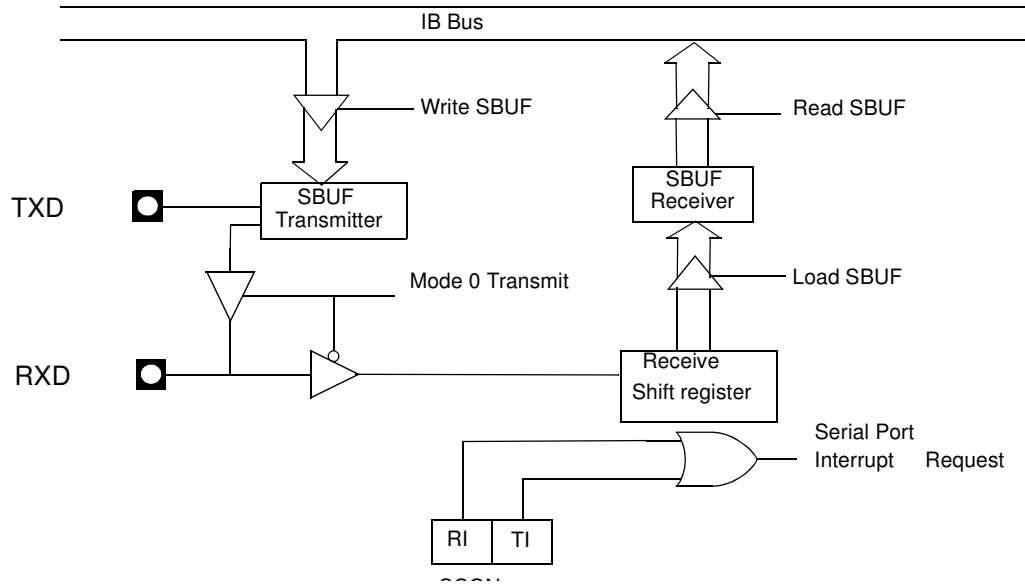 IB Bus
Write SBUF
Read SBUF
SBUF
Transmitter
SBUF
Receiver
TXD
Load SBUF
Mode 0 Transmit
RXD
Receive
Shift register
Serial Port
Interrupt Request
RI TI